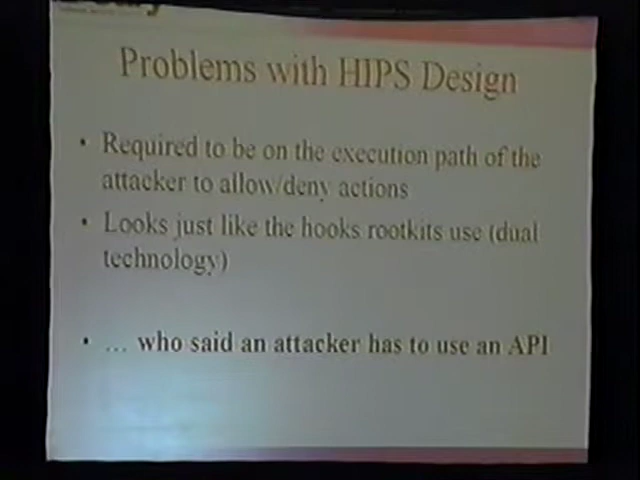 Problems with HIPS Design
• Required to be on the execution path of the
attacker to allow/deny actions
• Looks just like the hooks rootkits use (dual
technology)
• ... who said an attacker has to use an API